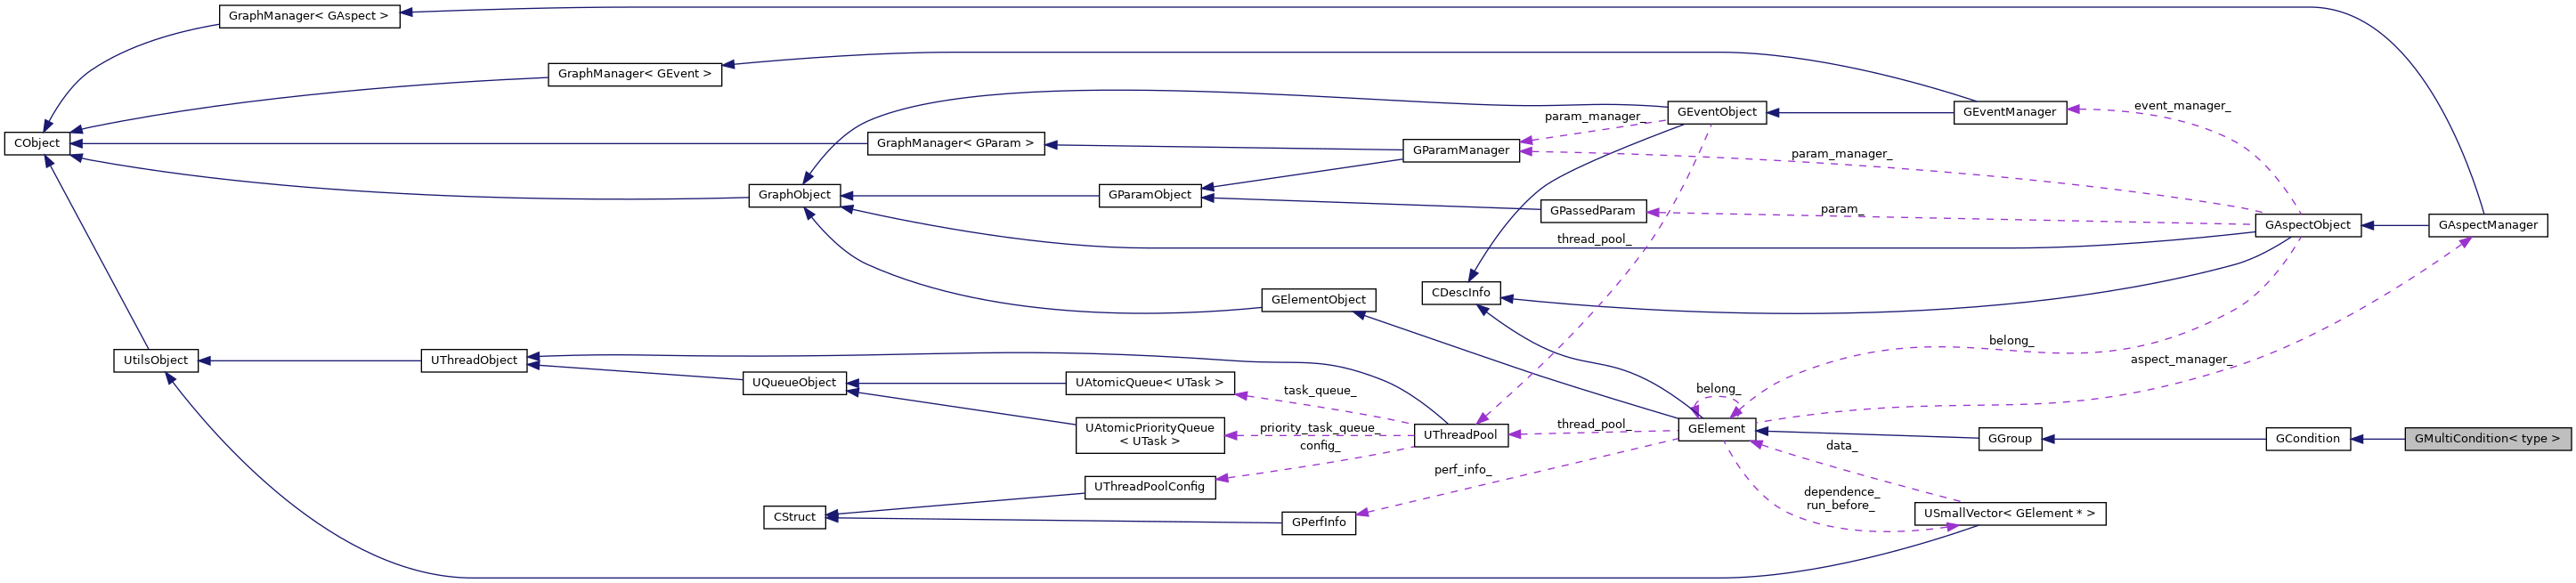 GraphManager< GAspect >
GraphManager< GEvent >
GEventObject
GEventManager
event_manager_
param_manager_
CObject
GraphManager< GParam >
GParamManager
param_manager_
GraphObject
GParamObject
GPassedParam
param_
GAspectObject
GAspectManager
thread_pool_
GElementObject
CDescInfo
belong_
aspect_manager_
UtilsObject
UThreadObject
UQueueObject
UAtomicQueue< UTask >
task_queue_
belong_
UAtomicPriorityQueue
< UTask >
priority_task_queue_
config_
UThreadPool
thread_pool_
GElement
GGroup
GCondition
GMultiCondition< type >
data_
perf_info_
UThreadPoolConfig
dependence_
run_before_
CStruct
GPerfInfo
USmallVector< GElement * >